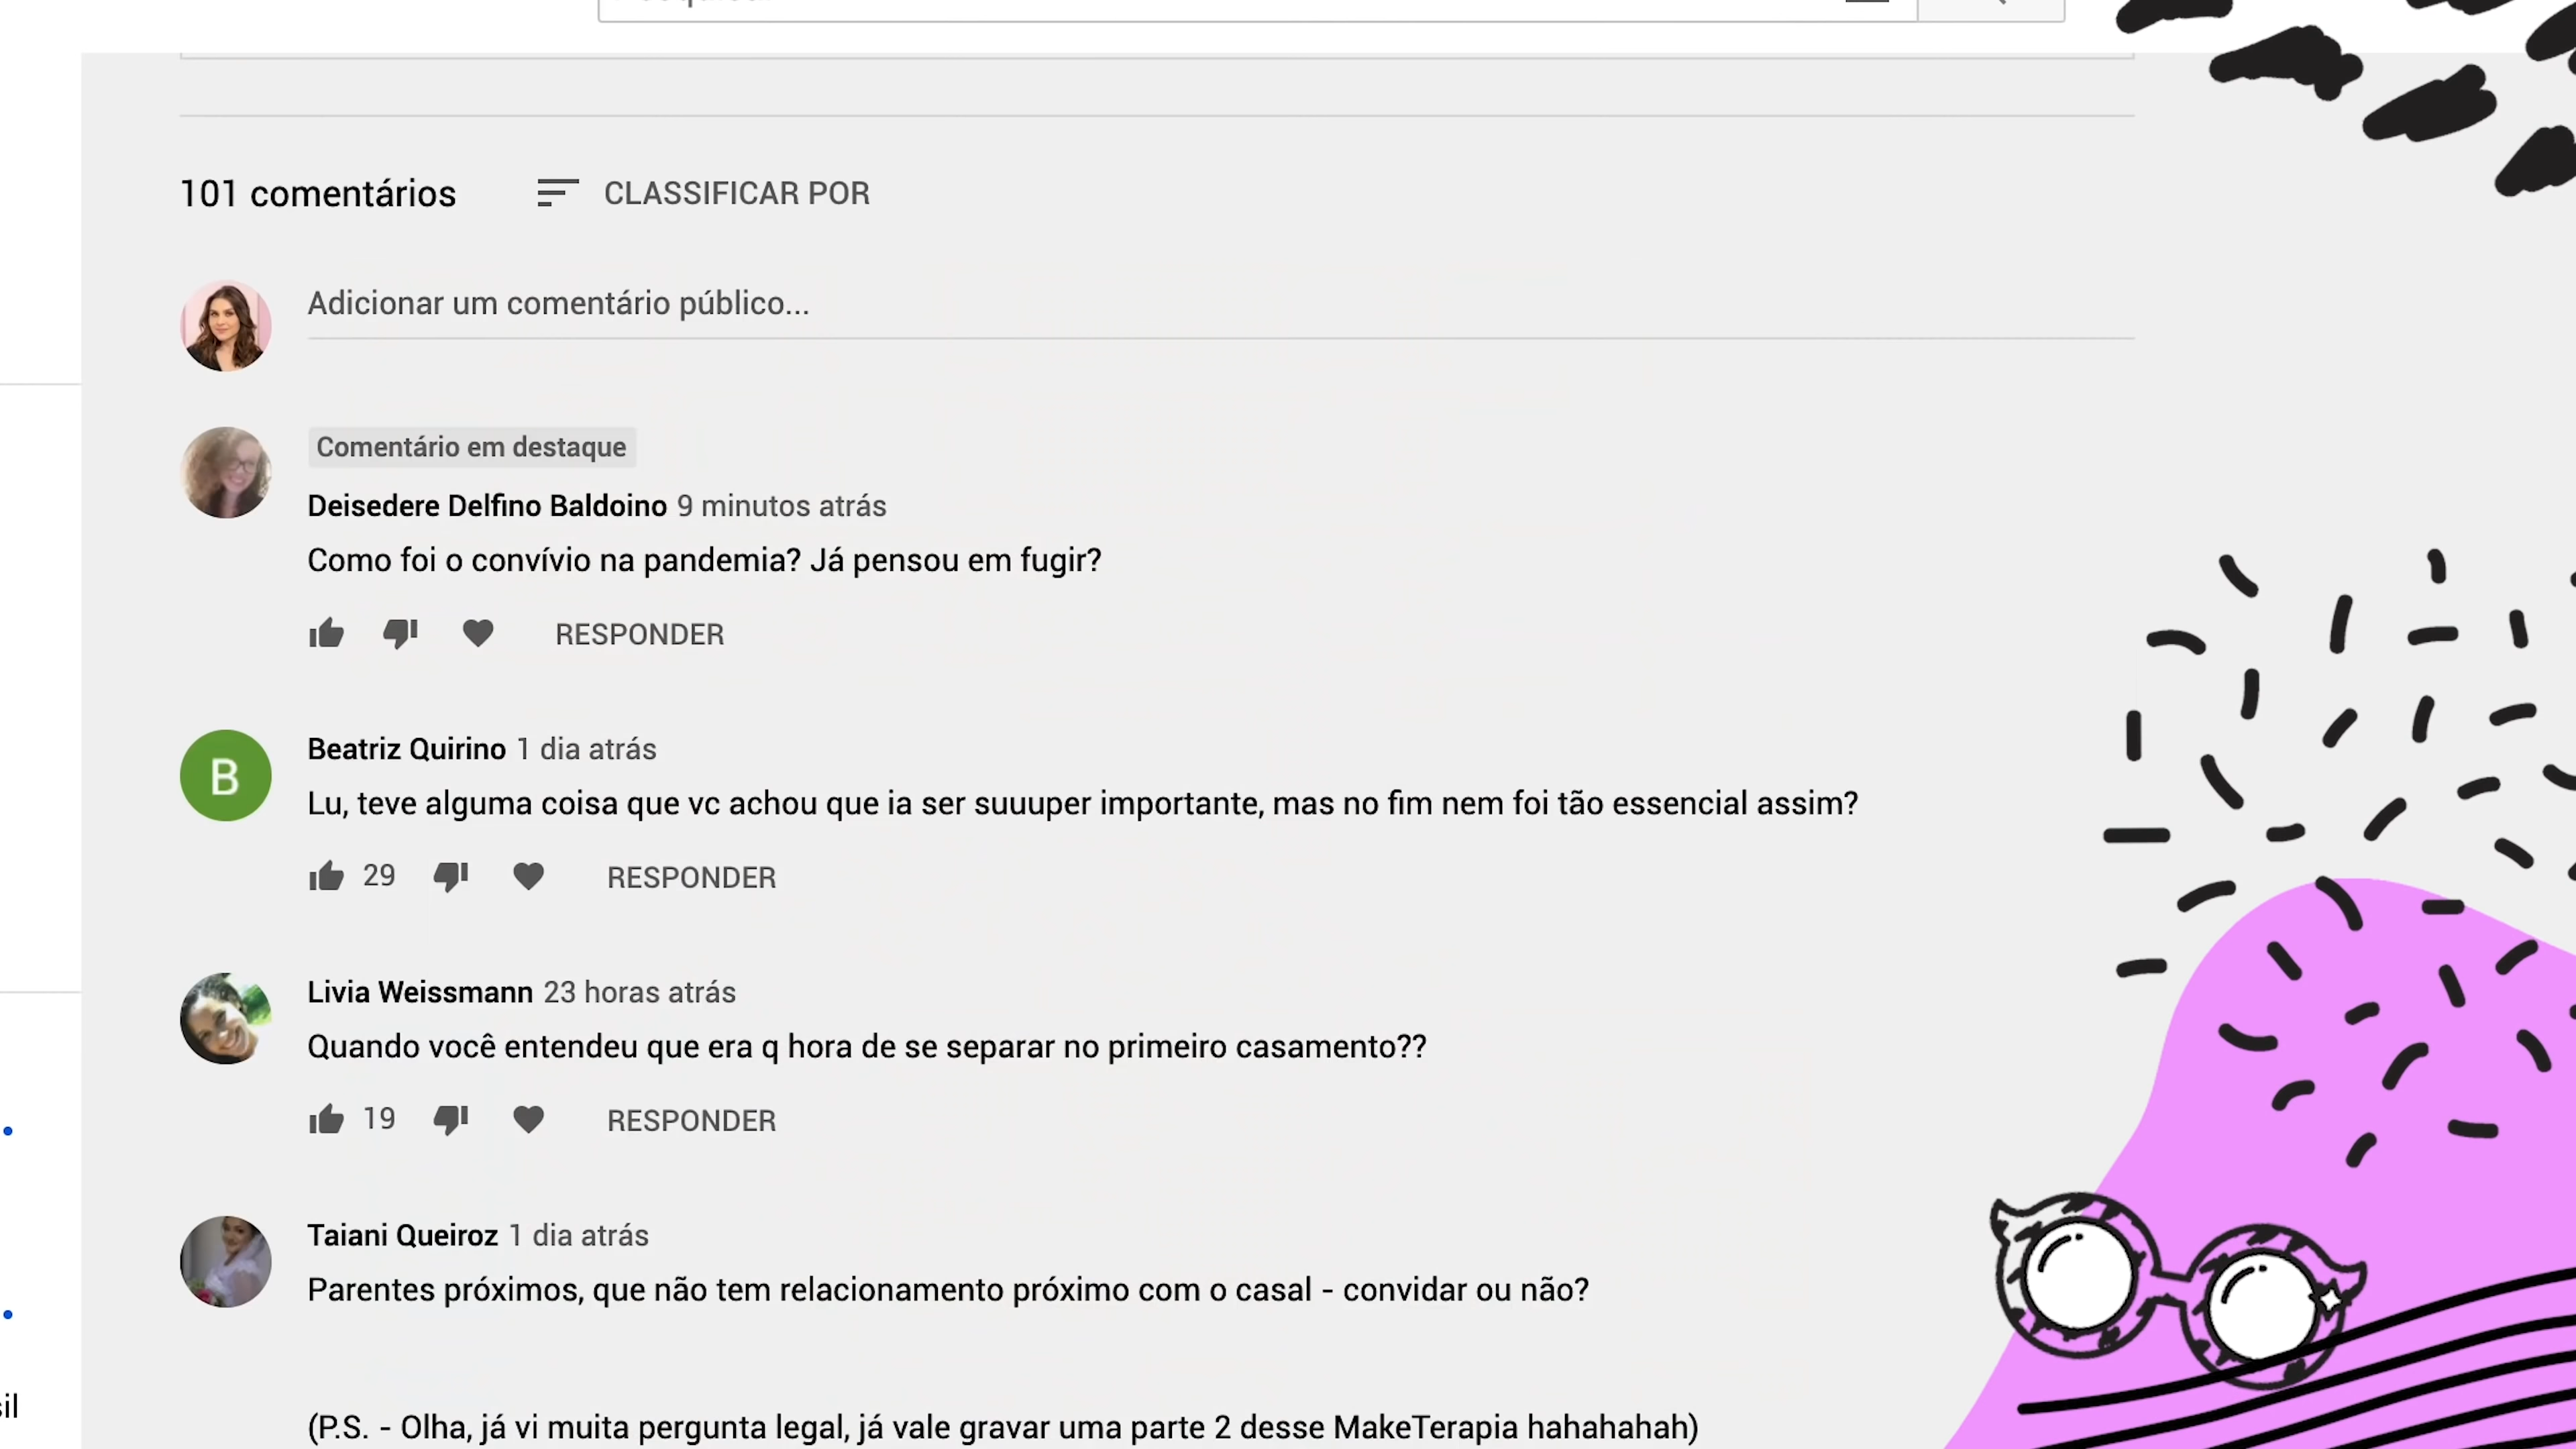 101 comentários
CLASSIFICAR POR
Adicionar um comentário público...
Comentário em destaque
Deisedere Delfino Baldoino 9 minutos atrás
Como foi o convívio na pandemia? Já pensou em fugir?
RESPONDER
B
Beatriz Quirino 1 dia atrás
Lu, teve alguma coisa que vc achou que ia ser suuuper importante, mas no fim nem foi tão essencial assim?
29 RESPONDER
Livia Weissmann 23 horas atrás
Quando você entendeu que era q hora de se separar no primeiro casamento??
19 RESPONDER
Taiani Queiroz 1 dia atrás
Parentes próximos, que não tem relacionamento próximo com o casal - convidar ou não?
sil
(P.S. - Olha, já vi muita pergunta legal, já vale gravar uma parte 2 desse MakeTerapia hahahahah)